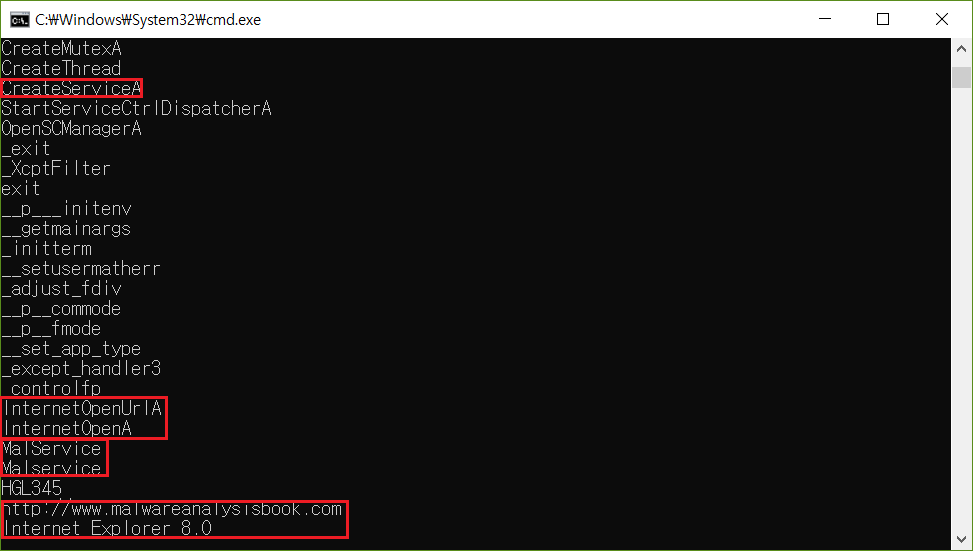 C:₩Windows₩System32₩cmd.exe
CreateMutexA
CreateThread
CreateServiceA
StartServiceCtrlDispatcherA
OpenSCManagerA
_exit
_XcptFilter
exit
__p___initenv
__getmainargs
_initterm
__setusermatherr
_adjust_fdiv
__p__commode
__p__fmode
__set_app_type
_except_handler3
_controlfp
InternetOpenUrlA
InternetOpenA
MalService
Malservice
HGL345
http://www.malwareanalysisbook.com
Internet Explorer 8.0